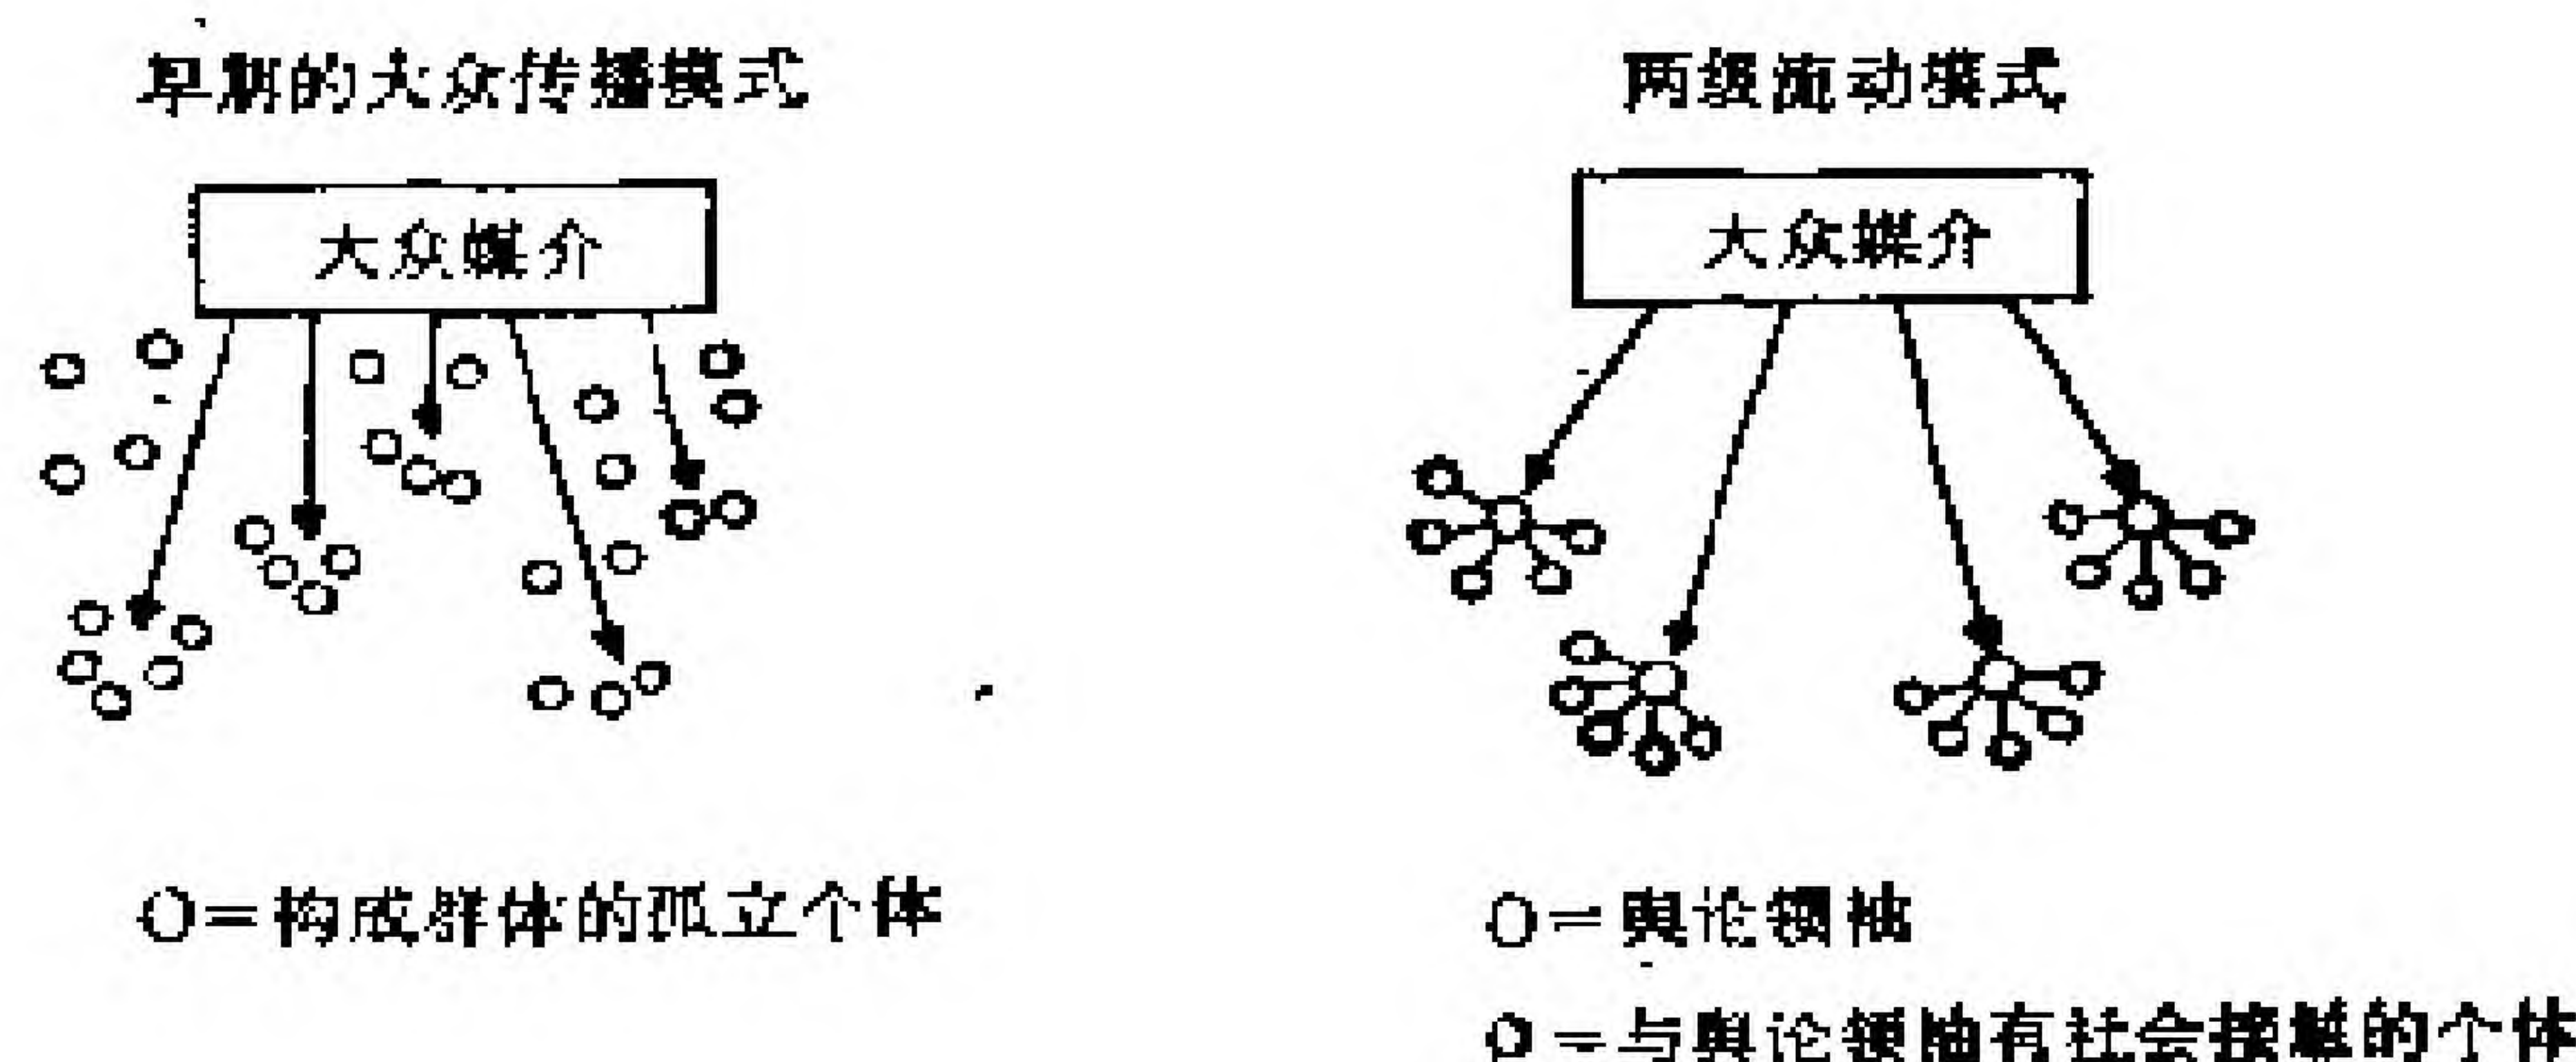 早期的大众传播模式
大众媒介
○=构成群体的孤立个体
两级流动模式
大众媒介
○=舆论领袖
○=与舆论领袖有社会接触的个体